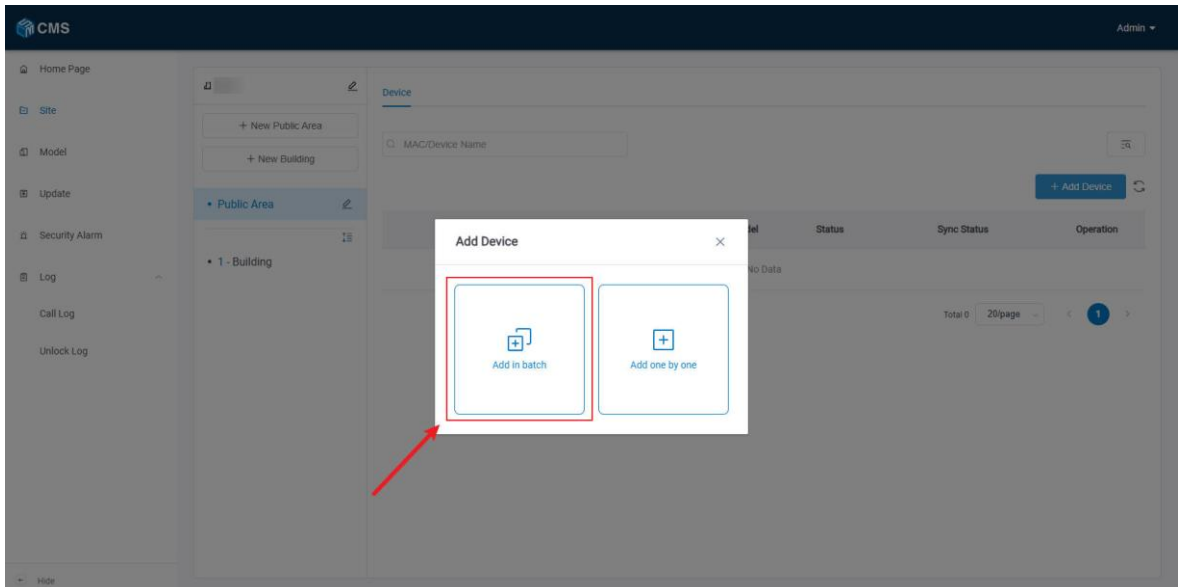 CMS
Admin
Home Page
Site
Model
Update
Security Alarm
Log
Call Log
Unlock Log
Hide
+ New Public Area
+ New Building
• Public Area
• 1 - Building
Device
MAC/Device Name
+ Add Device
Status Sync Status Operation
No Data
Total 0 20/page < 1 >
Add Device
Add in batch
Add one by one